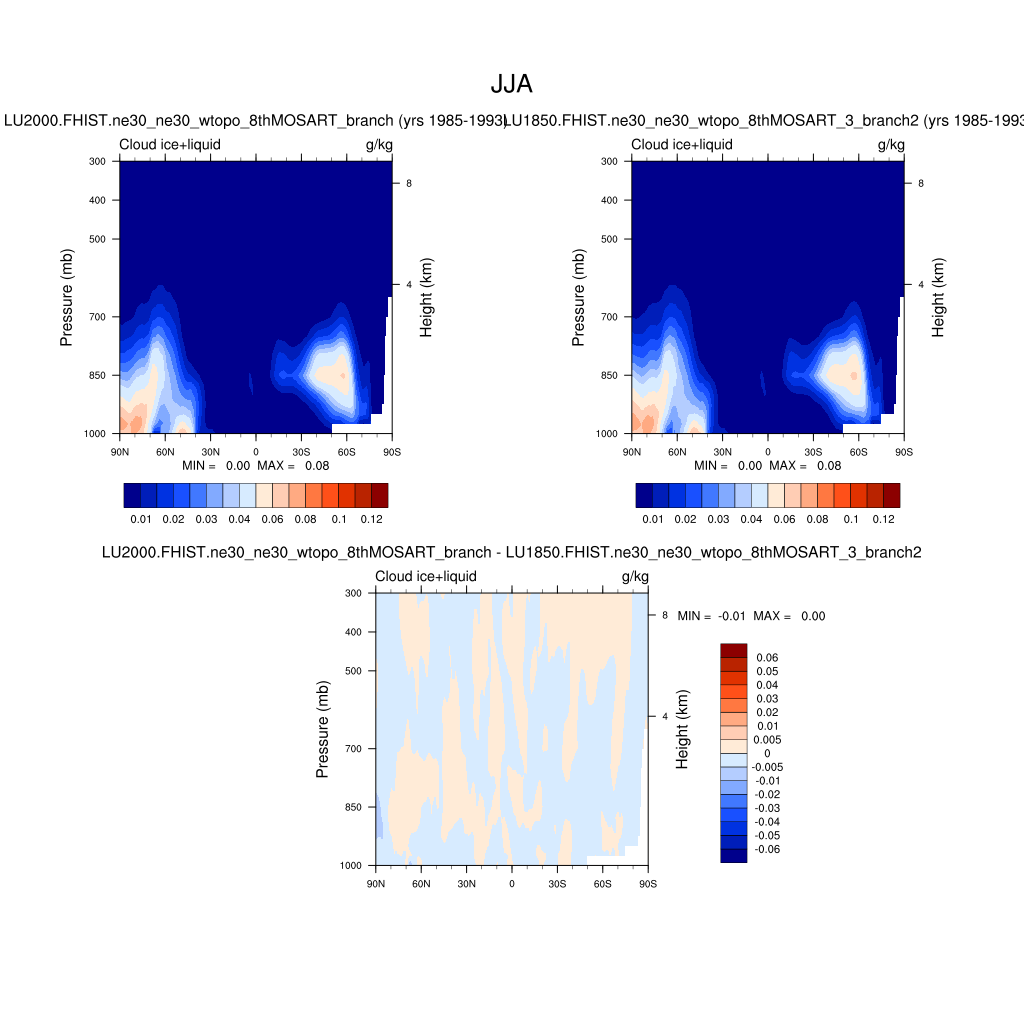 JJA
LU2000.FHIST.ne30_ne30_wtopo_8thMOSART_branch (yrs 1985-1993)
LU1850.FHIST.ne30_ne30_wtopo_8thMOSART_3_branch2 (yrs 1985-1993
Cloud ice+liquid g/kg
Pressure (mb)
300
400
500
700
850
1000
8
4
Height (km)
90N 60N 30N 0 30S 60S 90S
MIN = 0.00 MAX = 0.08
0.01 0.02 0.03 0.04 0.06 0.08 0.1 0.12
Cloud ice+liquid g/kg
Pressure (mb)
300
400
500
700
850
1000
8
4
Height (km)
90N 60N 30N 0 30S 60S 90S
MIN = 0.00 MAX = 0.08
0.01 0.02 0.03 0.04 0.06 0.08 0.1 0.12
LU2000.FHIST.ne30_ne30_wtopo_8thMOSART_branch - LU1850.FHIST.ne30_ne30_wtopo_8thMOSART_3_branch2
Cloud ice+liquid g/kg
Pressure (mb)
300
400
500
700
850
1000
8
4
Height (km)
90N 60N 30N 0 30S 60S 90S
MIN = -0.01 MAX = 0.00
0.06
0.05
0.04
0.03
0.02
0.01
0.005
0
-0.005
-0.01
-0.02
-0.03
-0.04
-0.05
-0.06